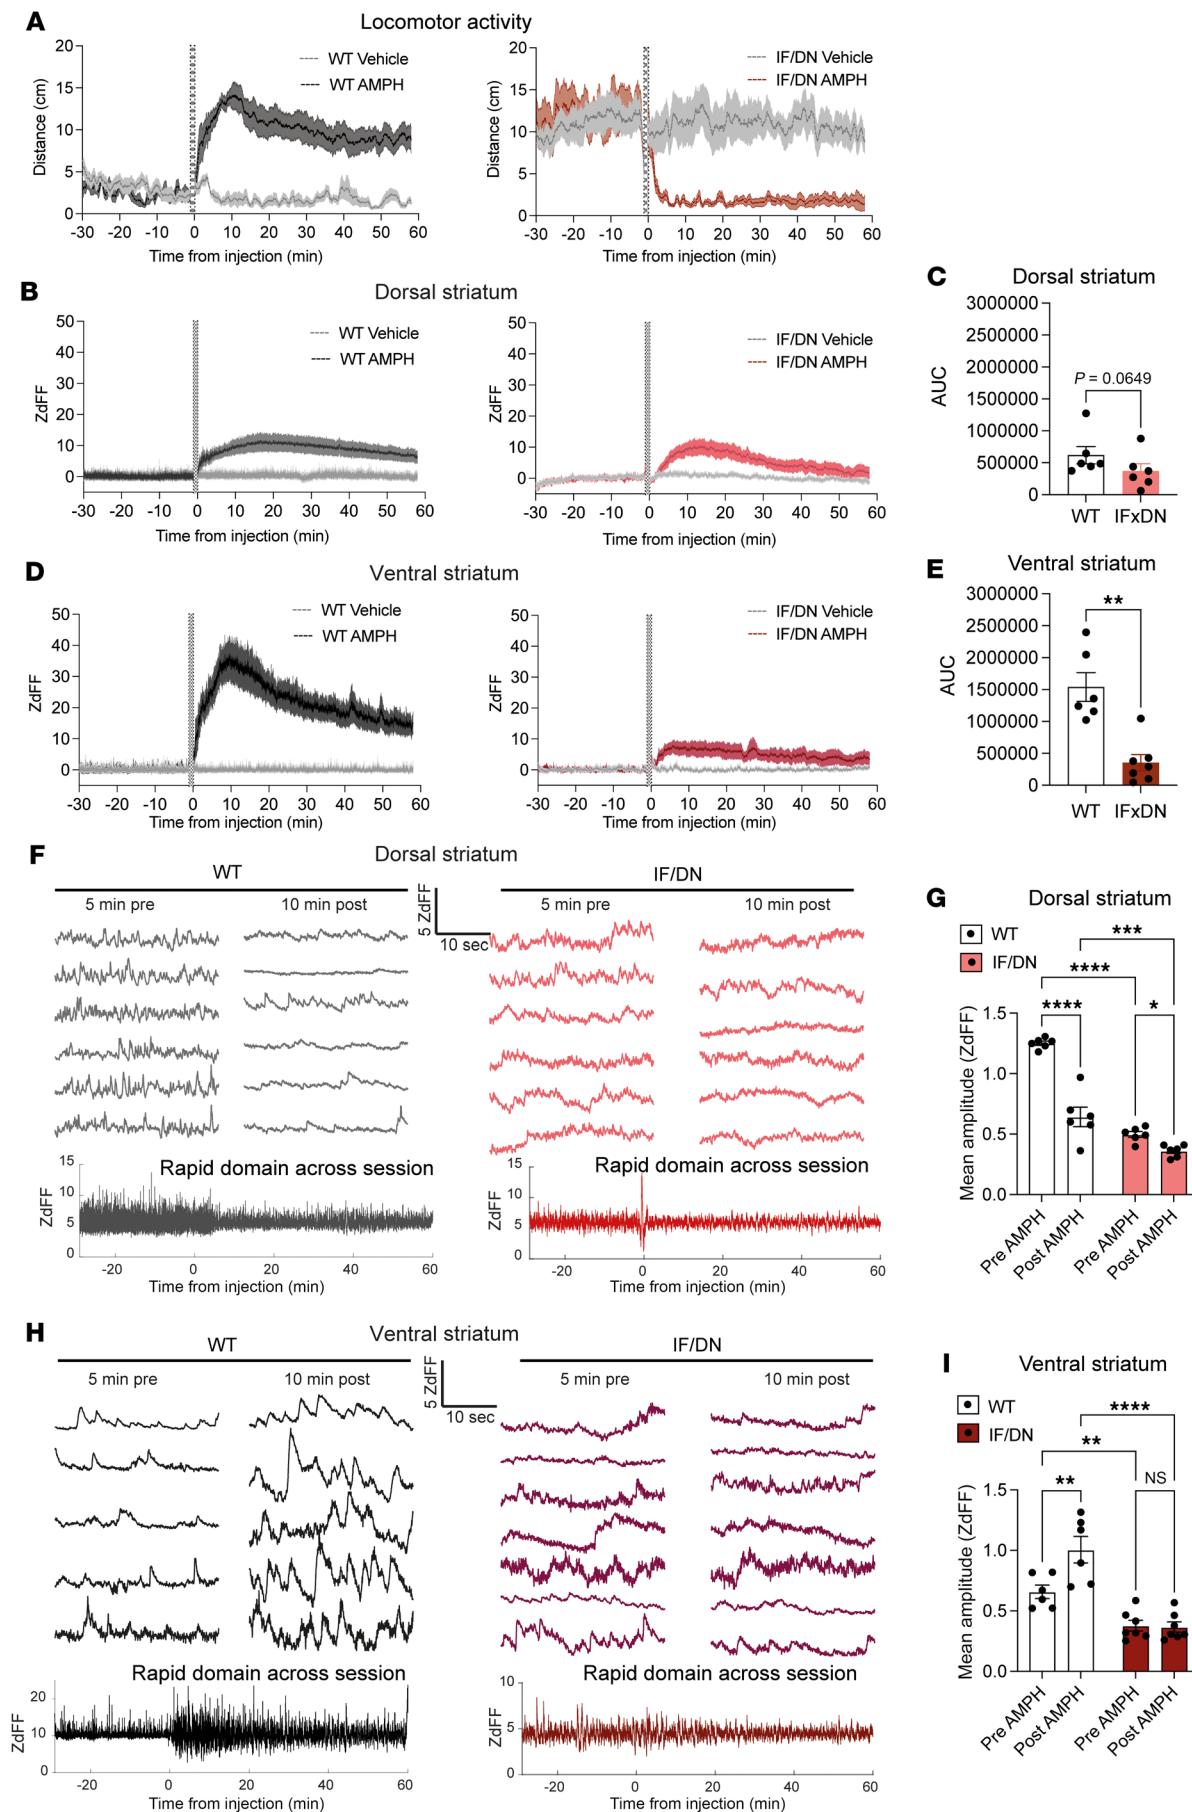 A
Locomotor activity
Distance (cm)
20
15
10
5
0
WT Vehicle
WT AMPH
-30 -20 -10 0 10 20 30 40 50 60
Time from injection (min)
Distance (cm)
20
15
10
5
0
IF/DN Vehicle
IF/DN AMPH
-30 -20 -10 0 10 20 30 40 50 60
Time from injection (min)
B
Dorsal striatum
ZdFF
50
40
30
20
10
0
WT Vehicle
WT AMPH
-30 -20 -10 0 10 20 30 40 50 60
Time from injection (min)
ZdFF
50
40
30
20
10
0
IF/DN Vehicle
IF/DN AMPH
-30 -20 -10 0 10 20 30 40 50 60
Time from injection (min)
C
Dorsal striatum
AUC
3000000
2500000
2000000
1500000
1000000
500000
0
P = 0.0649
WT IFxDN
D
Ventral striatum
ZdFF
50
40
30
20
10
0
WT Vehicle
WT AMPH
-30 -20 -10 0 10 20 30 40 50 60
Time from injection (min)
ZdFF
50
40
30
20
10
0
IF/DN Vehicle
IF/DN AMPH
-30 -20 -10 0 10 20 30 40 50 60
Time from injection (min)
E
Ventral striatum
AUC
3000000
2500000
2000000
1500000
1000000
500000
0
**
WT IFxDN
F
Dorsal striatum
WT
5 min pre 10 min post
5 ZdFF
10 sec
IF/DN
5 min pre 10 min post
Rapid domain across session
ZdFF
15
10
5
0
-20 0 20 40 60
Time from injection (min)
Rapid domain across session
ZdFF
15
10
5
0
-20 0 20 40 60
Time from injection (min)
G
Dorsal striatum
WT
IF/DN
***
****
**** *
Mean amplitude (ZdFF)
1.5
1.0
0.5
0.0
Pre AMPH
Post AMPH
Pre AMPH
Post AMPH
H
Ventral striatum
WT
5 min pre 10 min post
5 ZdFF
10 sec
IF/DN
5 min pre 10 min post
Rapid domain across session
ZdFF
20
10
0
-20 0 20 40 60
Time from injection (min)
Rapid domain across session
ZdFF
10
5
0
-20 0 20 40 60
Time from injection (min)
I
Ventral striatum
WT
IF/DN
****
**
** NS
Mean amplitude (ZdFF)
1.5
1.0
0.5
0.0
Pre AMPH
Post AMPH
Pre AMPH
Post AMPH